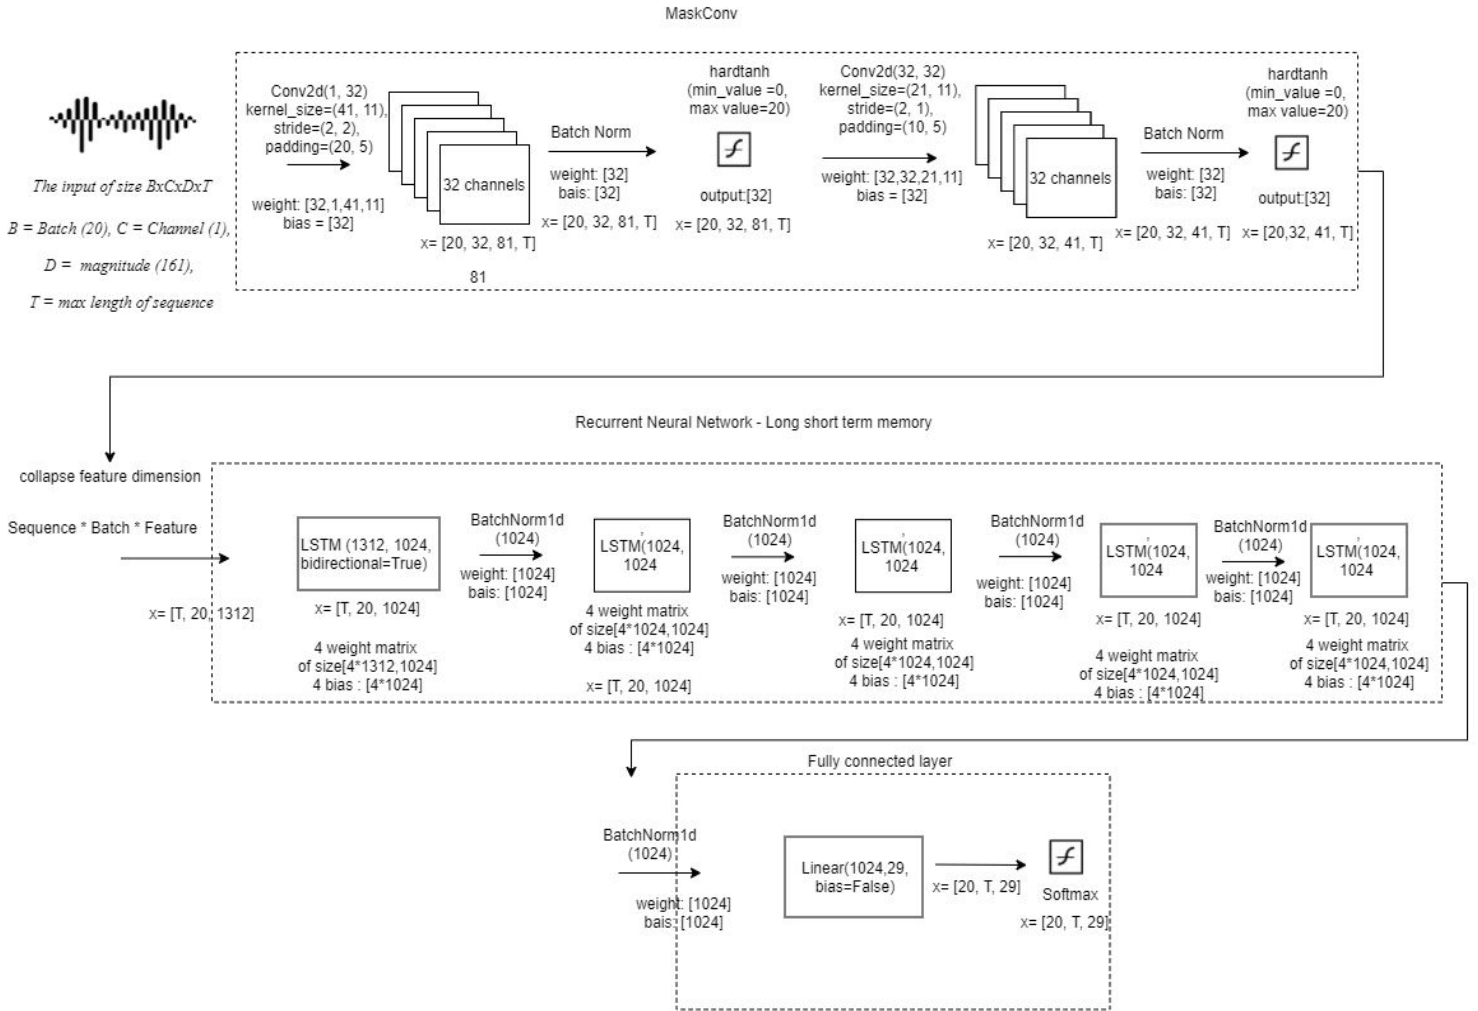 MaskConv
Conv2d(1, 32)
kernel_size=(41, 11),
stride=(2, 2),
padding=(20, 5)
weight: [32,1,41,11]
bias = [32]
32 channels
x= [20, 32, 81, T]
81
Batch Norm
weight: [32]
bais: [32]
x= [20, 32, 81, T]
hardtanh
(min_value =0,
max value=20)
output:[32]
x= [20, 32, 81, T]
Conv2d(32, 32)
kernel_size=(21, 11),
stride=(2, 1),
padding=(10, 5)
weight: [32,32,21,11]
bias = [32]
32 channels
x= [20, 32, 41, T]
Batch Norm
weight: [32]
bais: [32]
x= [20, 32, 41, T]
hardtanh
(min_value =0,
max value=20)
output:[32]
x= [20,32, 41, T]
The input of size BxCxDxT
B = Batch (20), C = Channel (1),
D = magnitude (161),
T = max length of sequence
Recurrent Neural Network - Long short term memory
collapse feature dimension
Sequence * Batch * Feature
x= [T, 20, 1312]
LSTM (1312, 1024,
bidirectional=True)
x= [T, 20, 1024]
4 weight matrix
of size[4*1312,1024]
4 bias : [4*1024]
BatchNorm1d
(1024)
weight: [1024]
bais: [1024]
,
LSTM(1024,
1024
4 weight matrix
of size[4*1024,1024]
4 bias : [4*1024]
x= [T, 20, 1024]
BatchNorm1d
(1024)
weight: [1024]
bais: [1024]
,
LSTM(1024,
1024
x= [T, 20, 1024]
4 weight matrix
of size[4*1024,1024]
4 bias : [4*1024]
BatchNorm1d
(1024)
weight: [1024]
bais: [1024]
,
LSTM(1024,
1024
x= [T, 20, 1024]
4 weight matrix
of size[4*1024,1024]
4 bias : [4*1024]
BatchNorm1d
(1024)
weight: [1024]
bais: [1024]
,
LSTM(1024,
1024
x= [T, 20, 1024]
4 weight matrix
of size[4*1024,1024]
4 bias : [4*1024]
Fully connected layer
BatchNorm1d
(1024)
weight: [1024]
bais: [1024]
Linear(1024,29,
bias=False)
x= [20, T, 29]
Softmax
x= [20, T, 29]